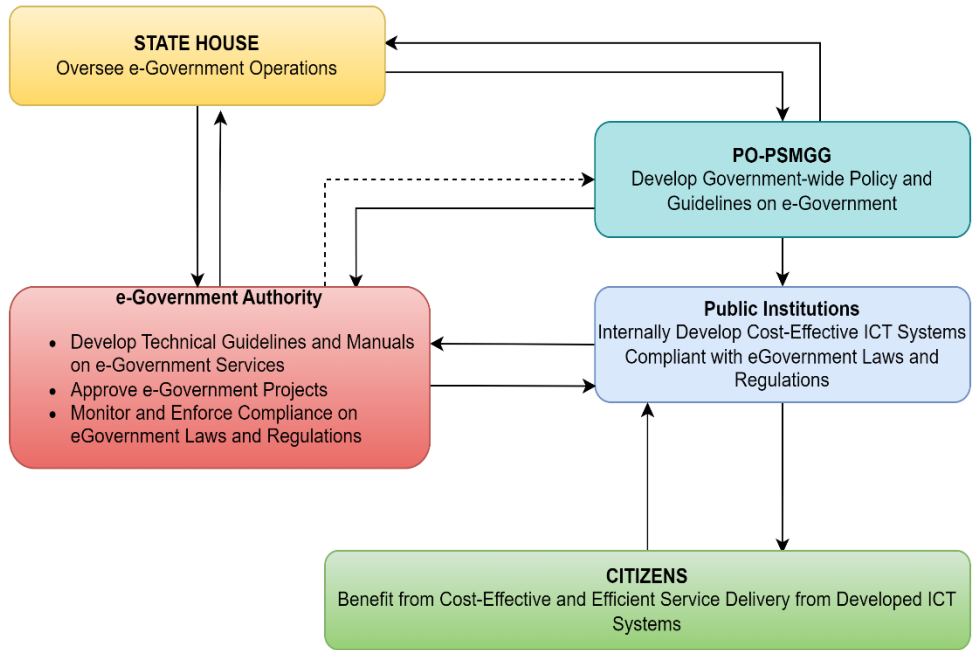 STATE HOUSE
Oversee e-Government Operations
PO-PSMGG
Develop Government-wide Policy and
Guidelines on e-Government
e-Government Authority
• Develop Technical Guidelines and Manuals
on e-Government Services
• Approve e-Government Projects
• Monitor and Enforce Compliance on
eGovernment Laws and Regulations
Public Institutions
Internally Develop Cost-Effective ICT Systems
Compliant with eGovernment Laws and
Regulations
CITIZENS
Benefit from Cost-Effective and Efficient Service Delivery from Developed ICT
Systems